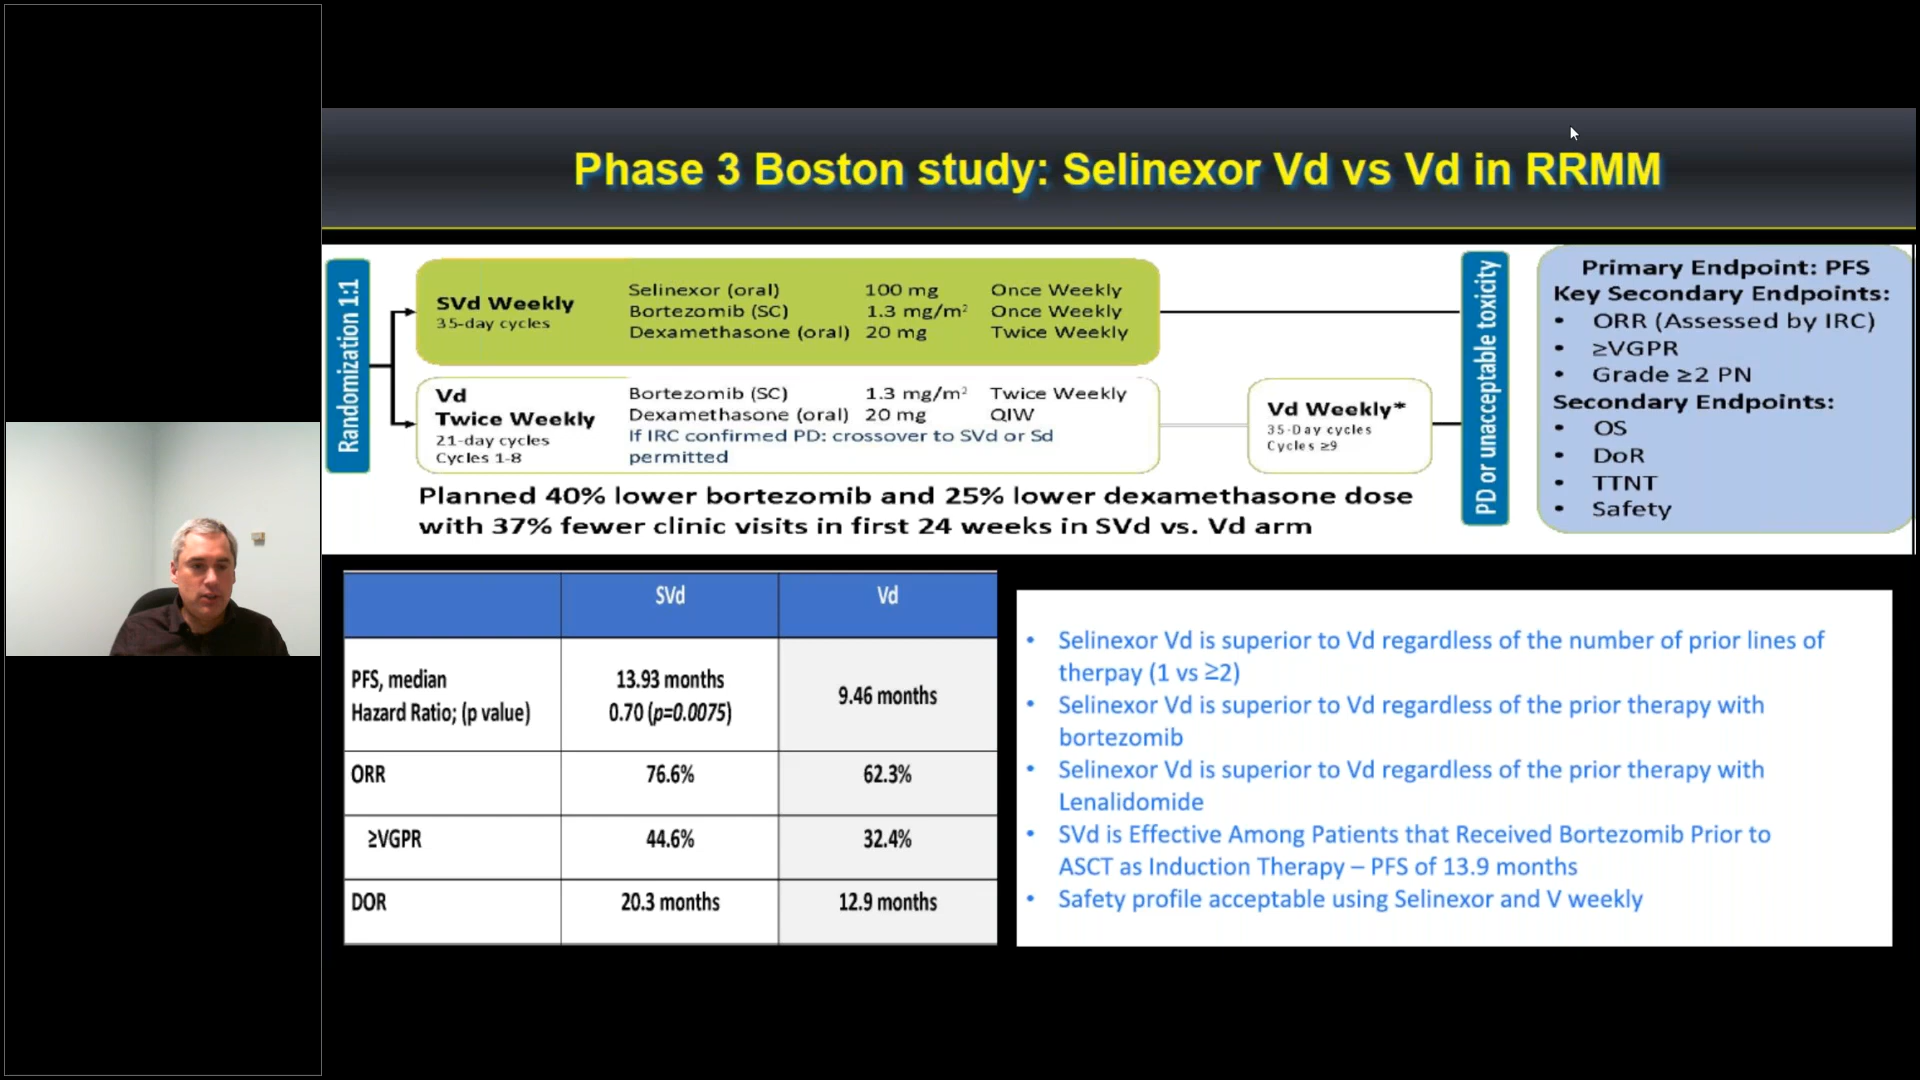 Phase 3 Boston study: Selinexor Vd vs Vd in RRMM
Randomization 1:1
SVd Weekly
35-day cycles
Selinexor (oral) 100 mg Once Weekly
Bortezomib (SC) 1.3 mg/m² Once Weekly
Dexamethasone (oral) 20 mg Twice Weekly
Vd
Twice Weekly
21-day cycles
Cycles 1-8
Bortezomib (SC) 1.3 mg/m² Twice Weekly
Dexamethasone (oral) 20 mg QIW
If IRC confirmed PD: crossover to SVd or Sd
permitted
Vd Weekly*
35-Day cycles
Cycles ≥9
PD or unacceptable toxicity
Primary Endpoint: PFS
Key Secondary Endpoints:
• ORR (Assessed by IRC)
• ≥VGPR
• Grade ≥2 PN
Secondary Endpoints:
• OS
• DoR
• TTNT
• Safety
Planned 40% lower bortezomib and 25% lower dexamethasone dose
with 37% fewer clinic visits in first 24 weeks in SVd vs. Vd arm
SVd Vd
PFS, median 13.93 months 9.46 months
Hazard Ratio; (p value) 0.70 (p=0.0075)
ORR 76.6% 62.3%
≥VGPR 44.6% 32.4%
DOR 20.3 months 12.9 months
• Selinexor Vd is superior to Vd regardless of the number of prior lines of
therpay (1 vs ≥2)
• Selinexor Vd is superior to Vd regardless of the prior therapy with
bortezomib
• Selinexor Vd is superior to Vd regardless of the prior therapy with
Lenalidomide
• SVd is Effective Among Patients that Received Bortezomib Prior to
ASCT as Induction Therapy – PFS of 13.9 months
• Safety profile acceptable using Selinexor and V weekly